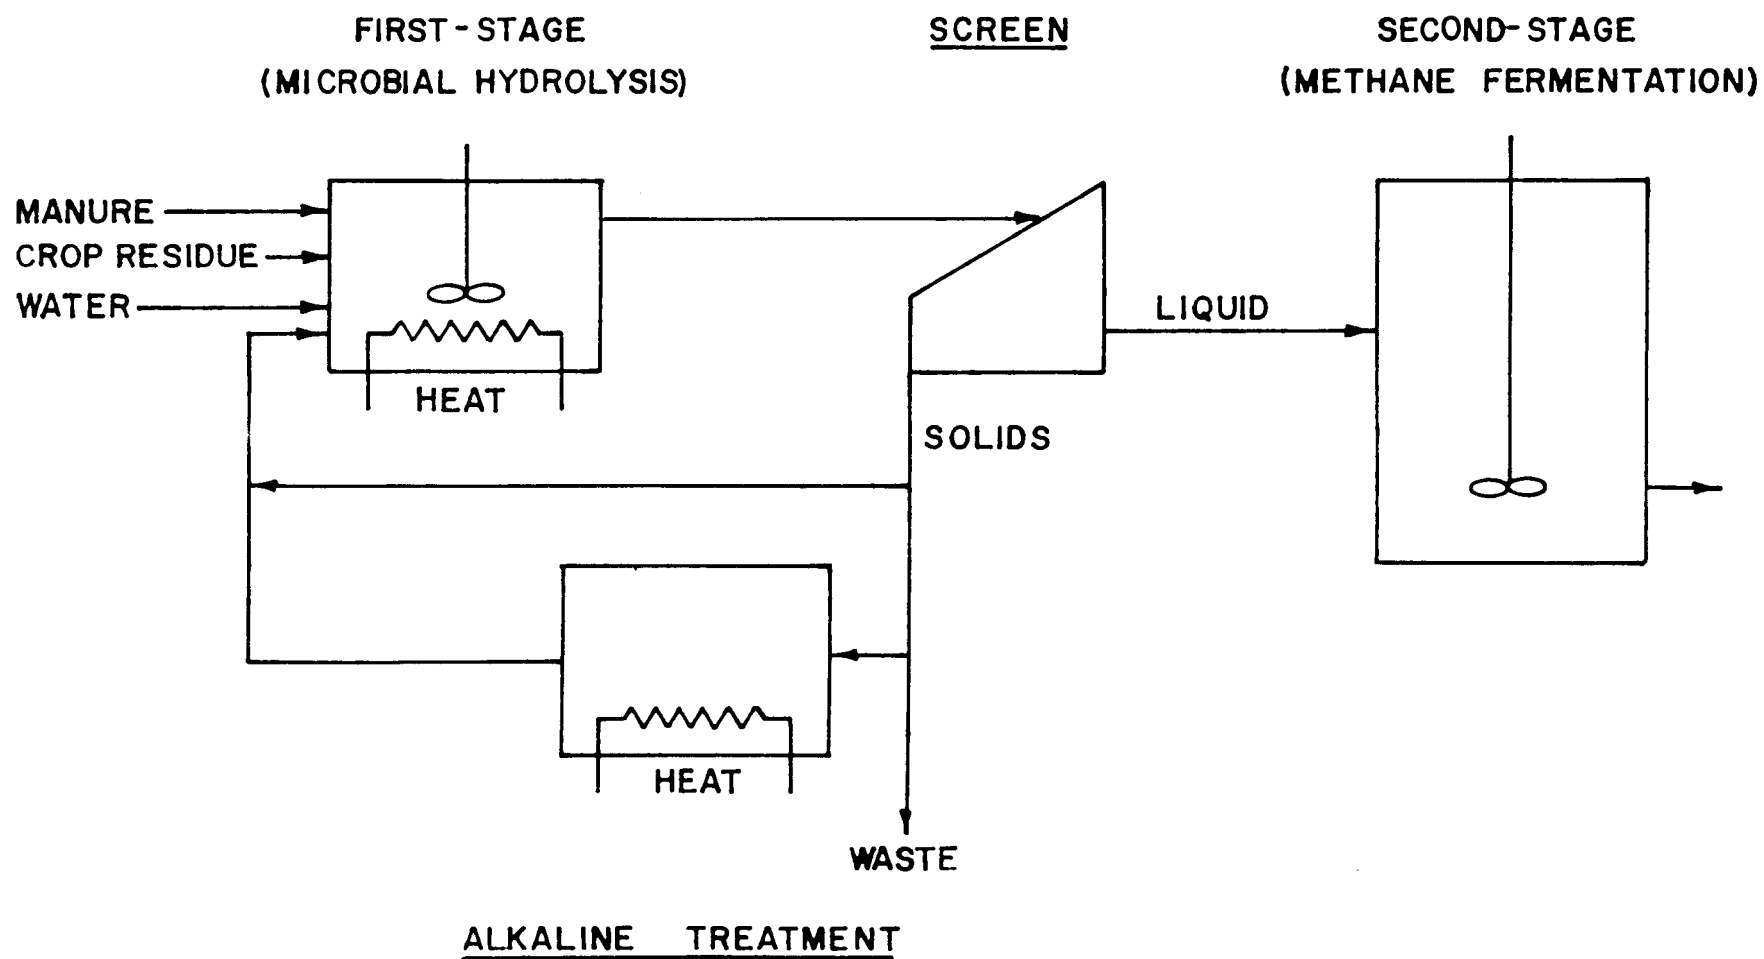 FIRST-STAGE
(MICROBIAL HYDROLYSIS)
SCREEN
SECOND-STAGE
(METHANE FERMENTATION)
MANURE
CROP RESIDUE
WATER
HEAT
LIQUID
SOLIDS
HEAT
WASTE
ALKALINE TREATMENT